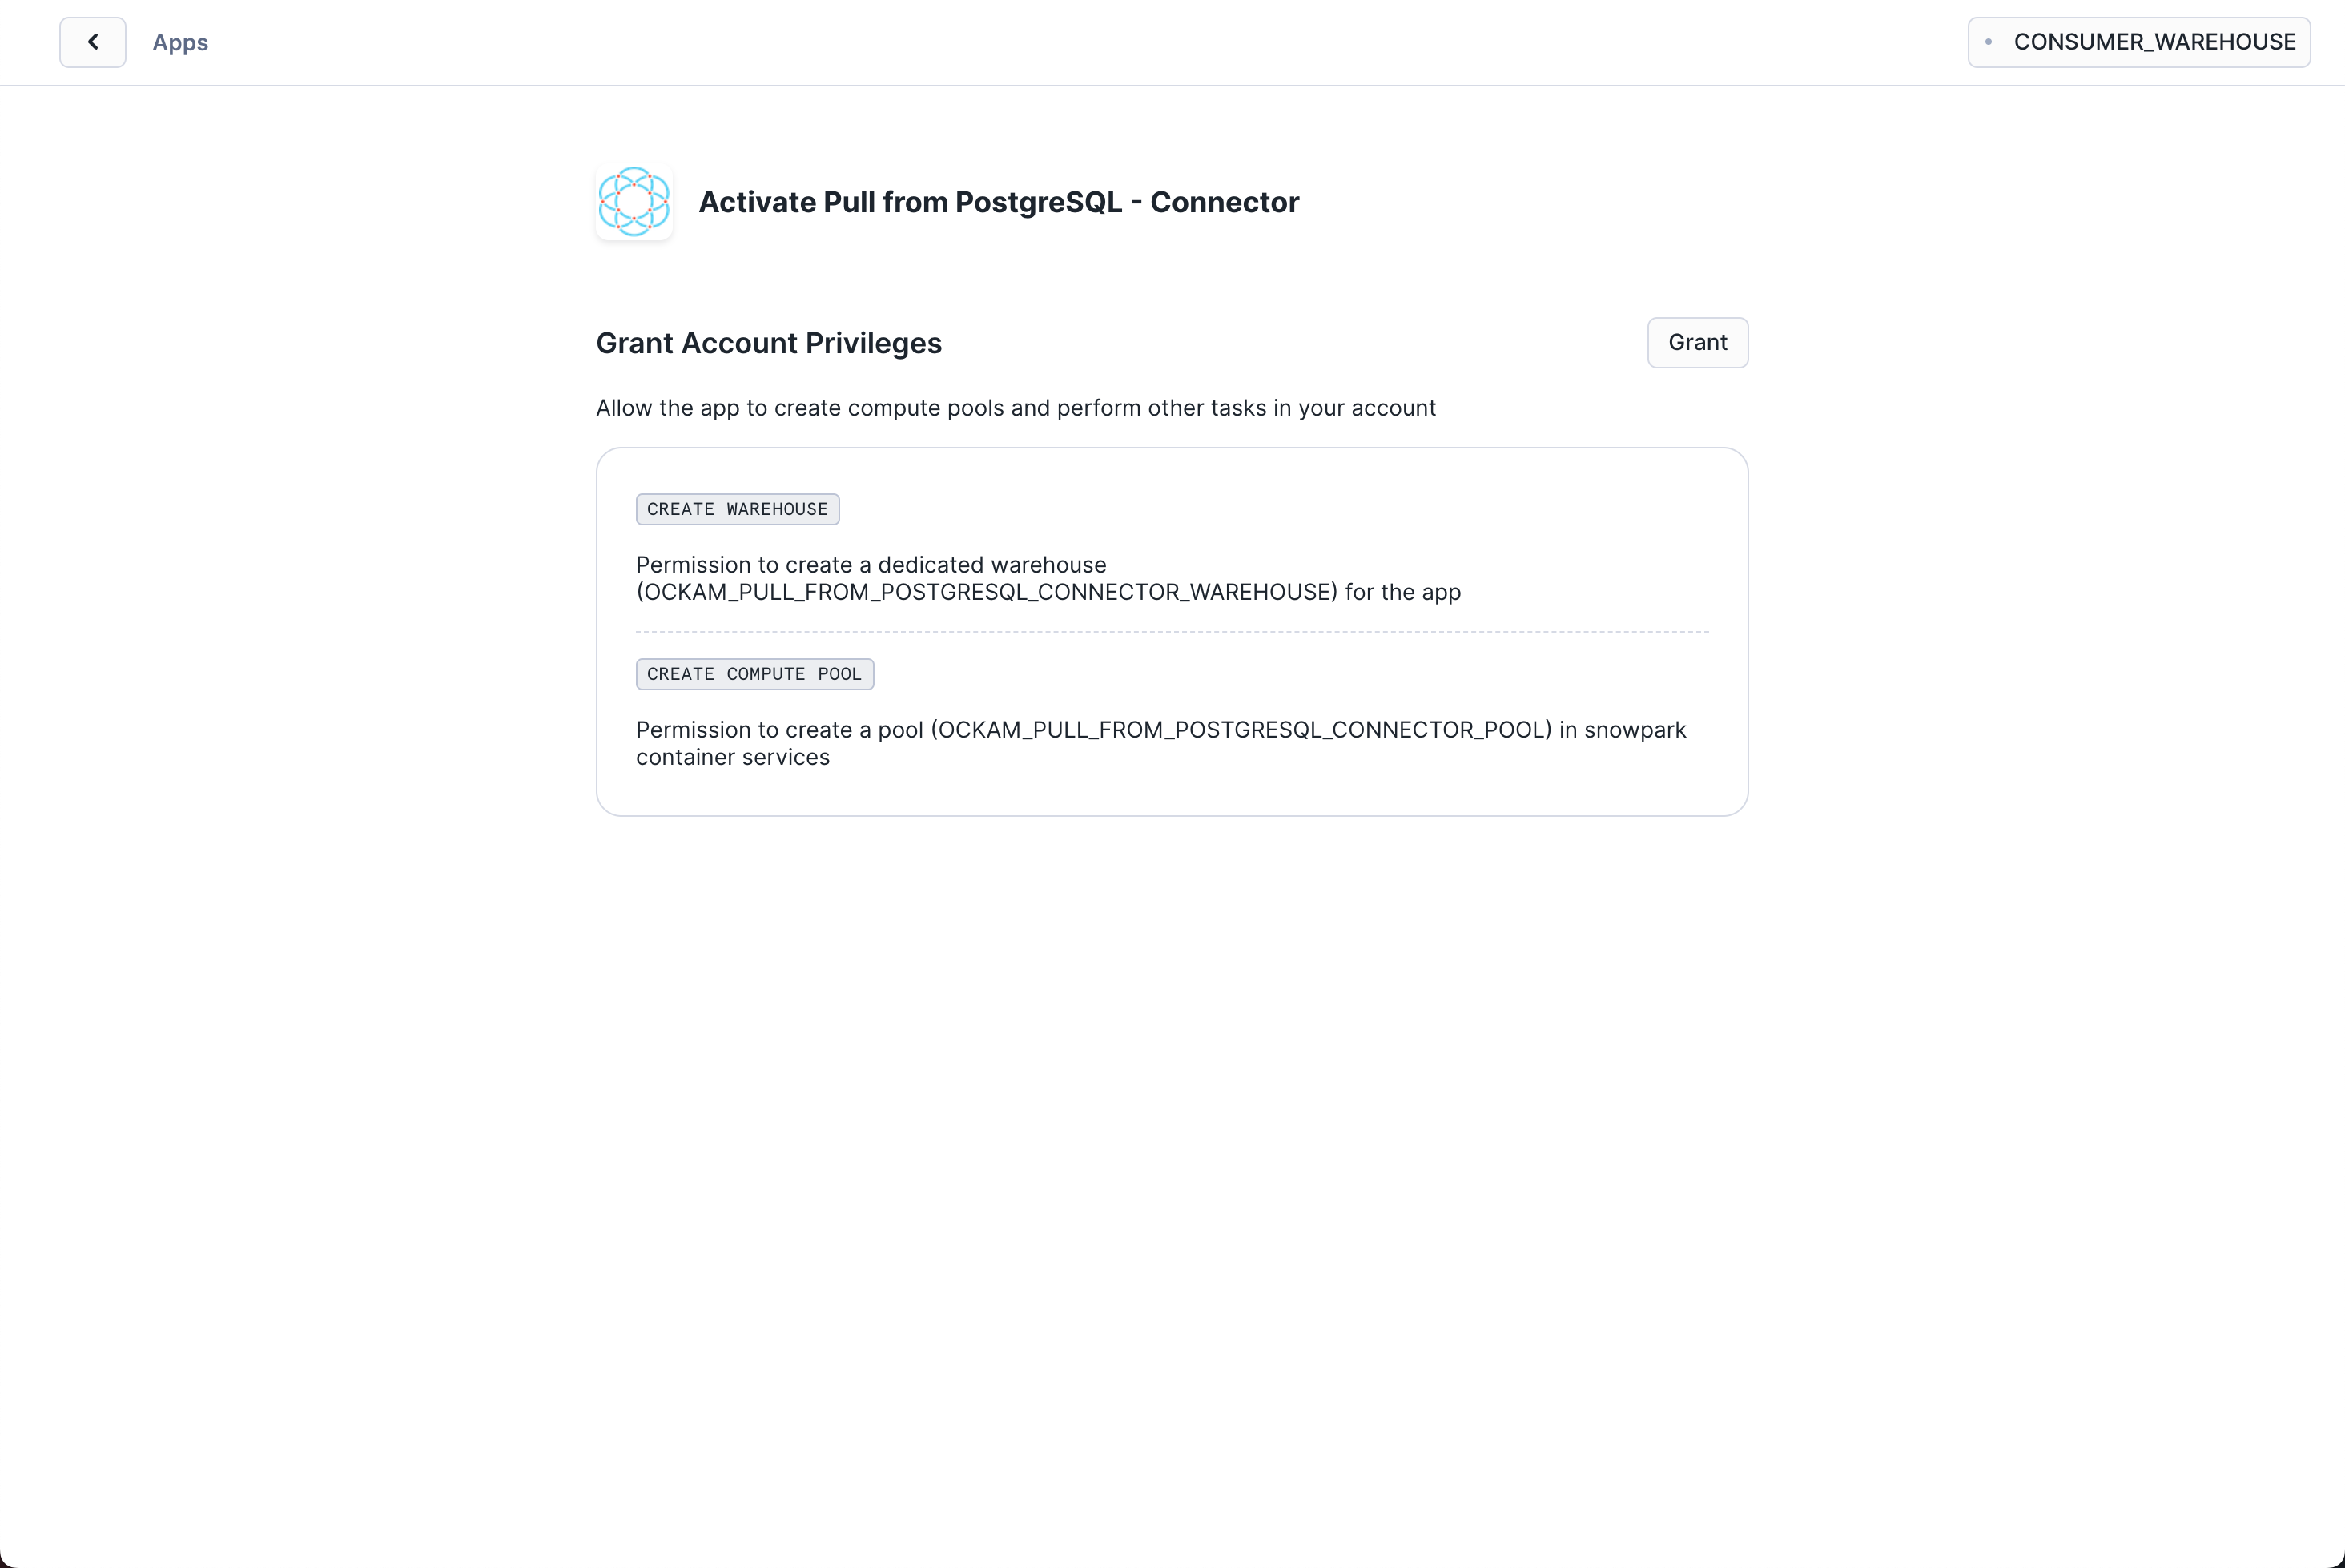 Apps
CONSUMER_WAREHOUSE
Activate Pull from PostgreSQL - Connector
Grant Account Privileges
Grant
Allow the app to create compute pools and perform other tasks in your account
CREATE WAREHOUSE
Permission to create a dedicated warehouse
(OCKAM_PULL_FROM_POSTGRESQL_CONNECTOR_WAREHOUSE) for the app
CREATE COMPUTE POOL
Permission to create a pool (OCKAM_PULL_FROM_POSTGRESQL_CONNECTOR_POOL) in snowpark
container services